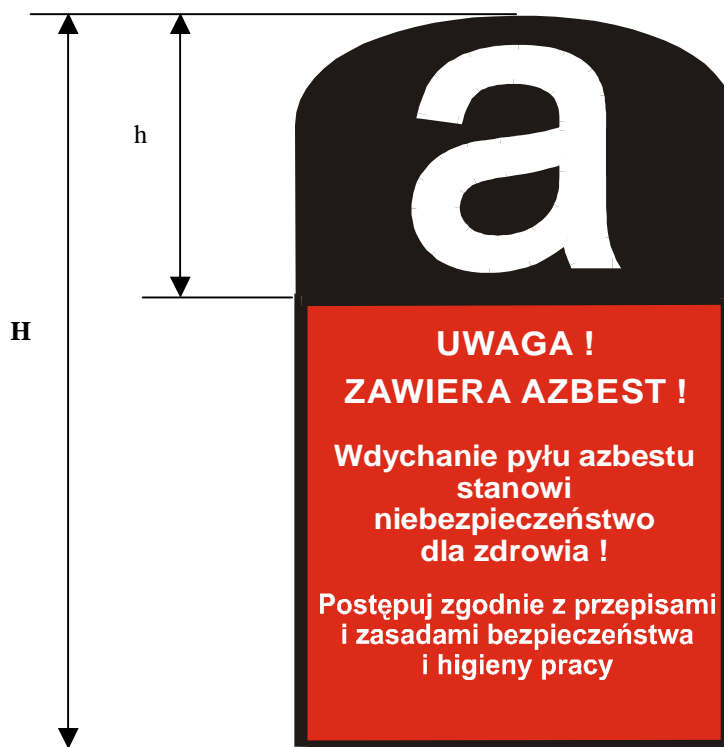 a
h
H
UWAGA !
ZAWIERA AZBEST !
Wdychanie pyłu azbestu
stanowi
niebezpieczeństwo
dla zdrowia !
Postępuj zgodnie z przepisami
i zasadami bezpieczeństwa
i higieny pracy